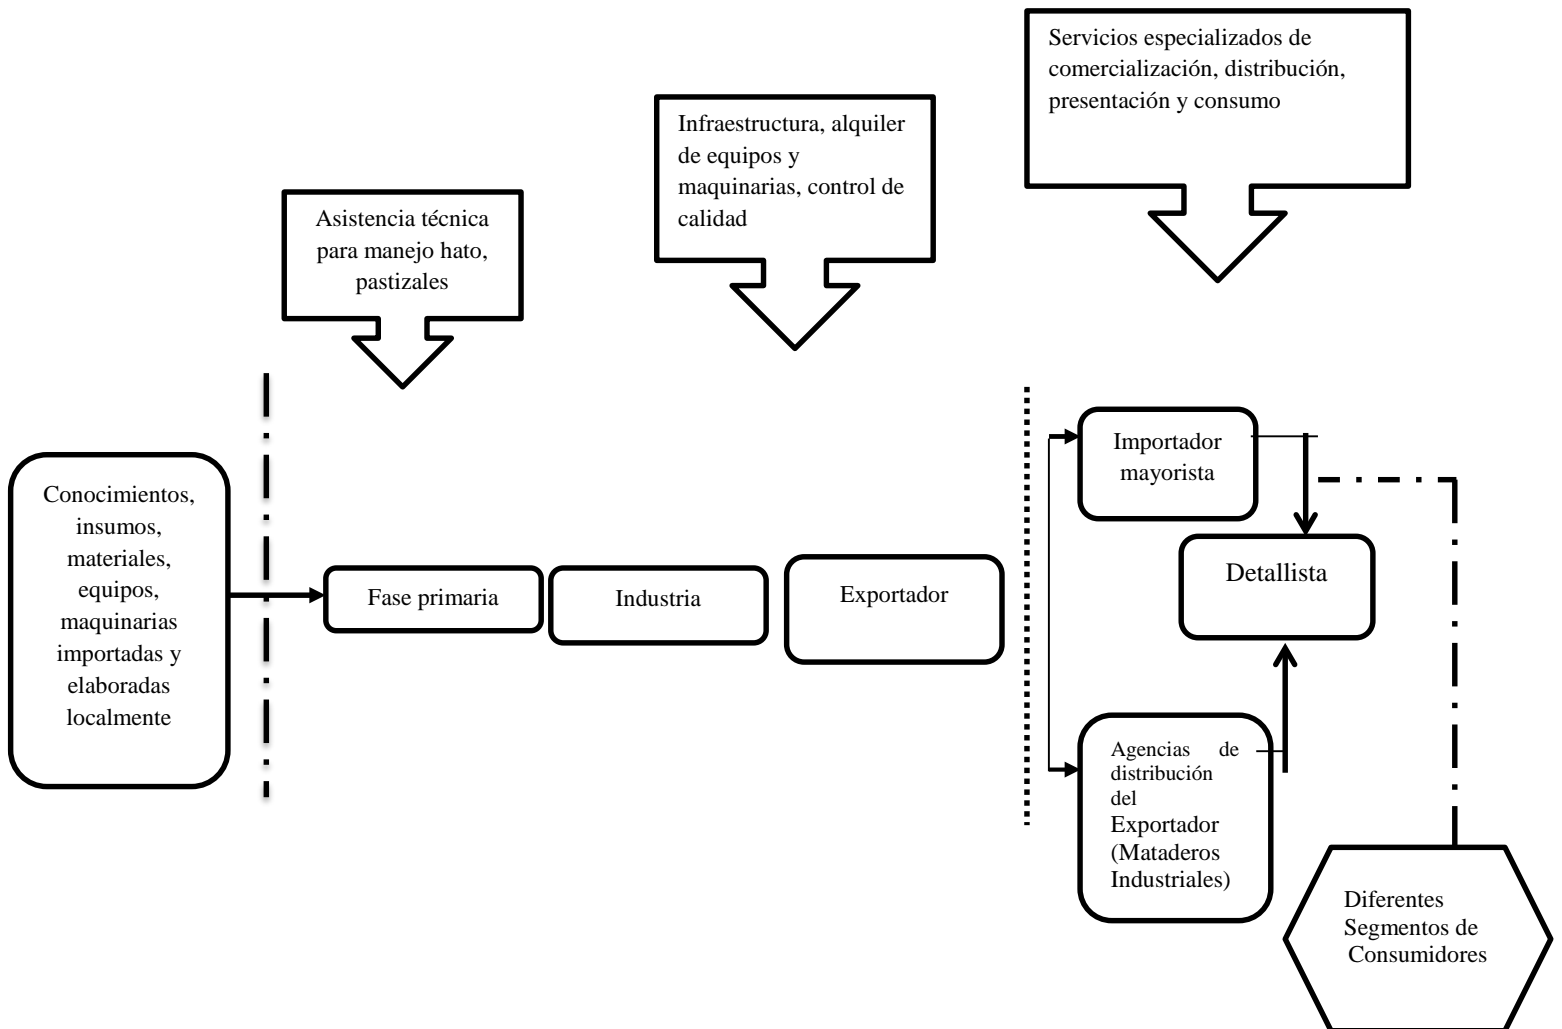 Servicios especializados de
comercialización, distribución,
presentación y consumo
Infraestructura, alquiler
de equipos y
maquinarias, control de
calidad
Asistencia técnica
para manejo hato,
pastizales
Conocimientos,
insumos,
materiales,
equipos,
maquinarias
importadas y
elaboradas
localmente
Fase primaria
Industria
Exportador
Importador
mayorista
Detallista
Agencias de
distribución
del
Exportador
(Mataderos
Industriales)
Diferentes
Segmentos de
Consumidores